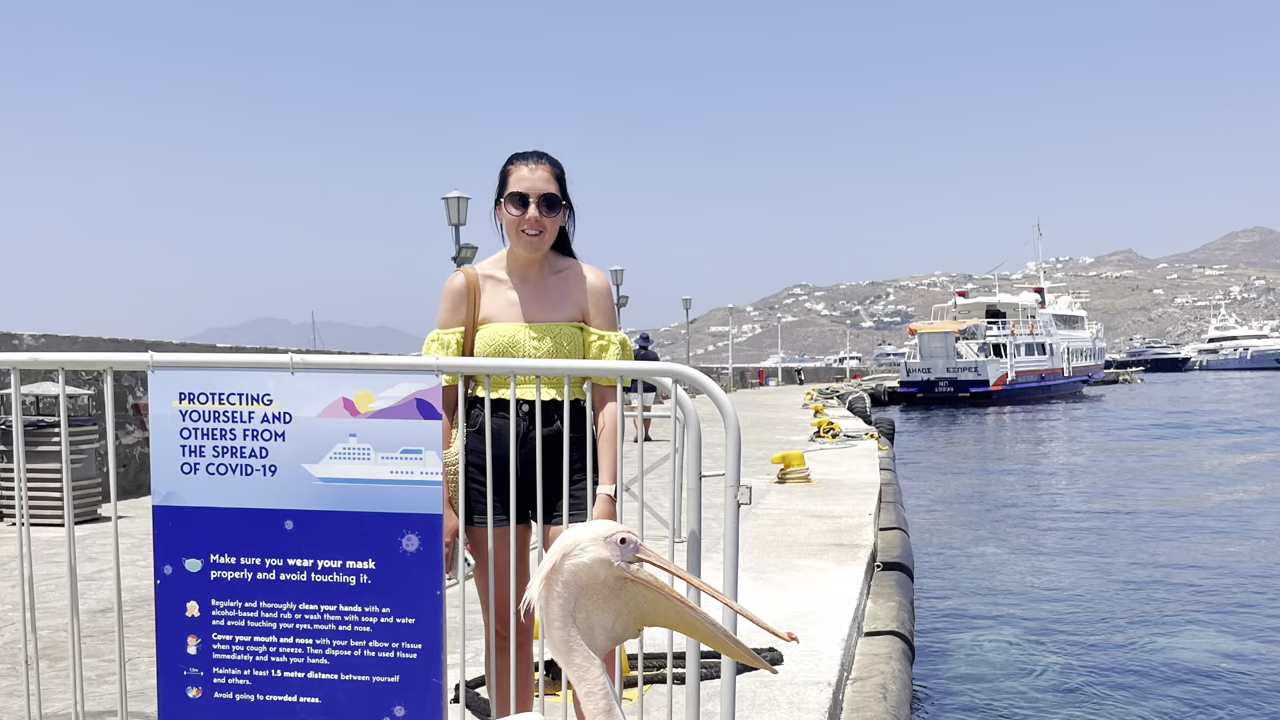 PROTECTING
YOURSELF AND
OTHERS FROM
THE SPREAD
OF COVID-19
Make sure you wear your mask
properly and avoid touching it.
Regularly and thoroughly clean your hands with an
alcohol-based hand rub or wash them with soap and water
and avoid touching your eyes, mouth and nose.
Cover your mouth and nose with your bent elbow or tissue
when you cough or sneeze. Then dispose of the used tissue
immediately and wash your hands.
Maintain at least 1.5 meter distance between yourself
and others.
Avoid going to crowded areas.
ΔΗΛΟΣ ΕΞΠΡΕΣ
ΝΠ
10939